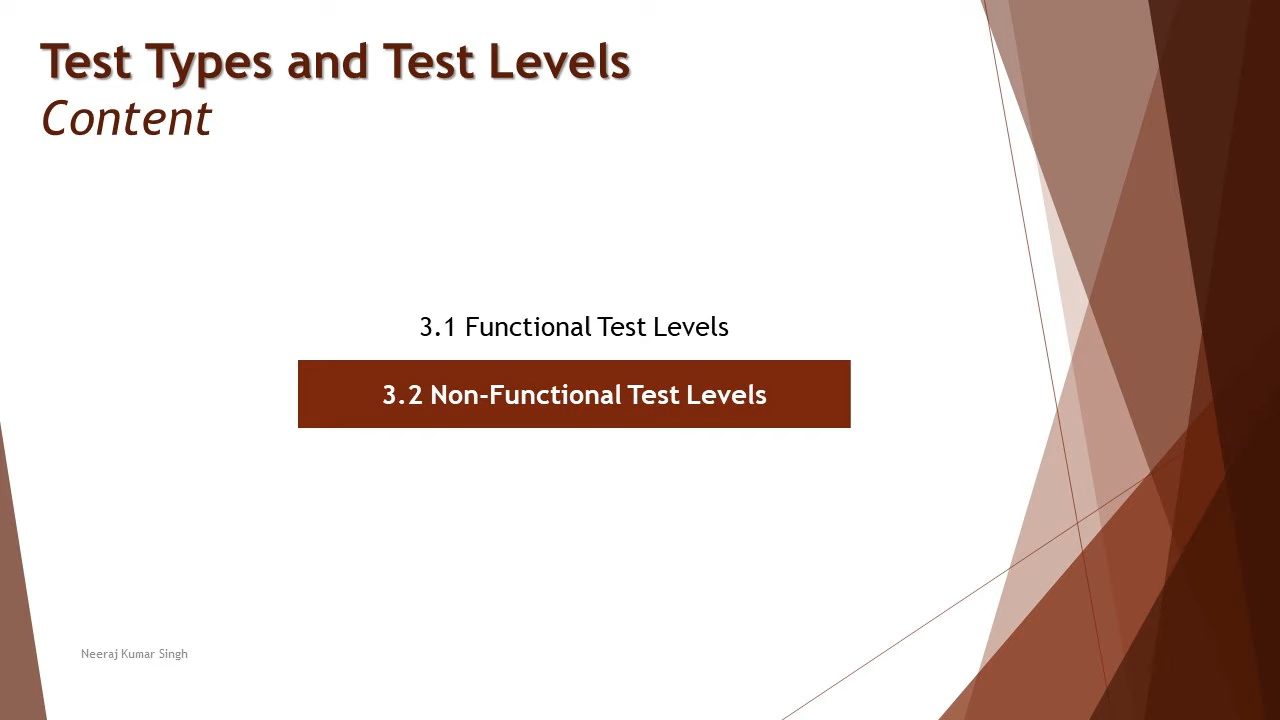 Test Types and Test Levels
Content
3.1 Functional Test Levels
3.2 Non-Functional Test Levels
Neeraj Kumar Singh